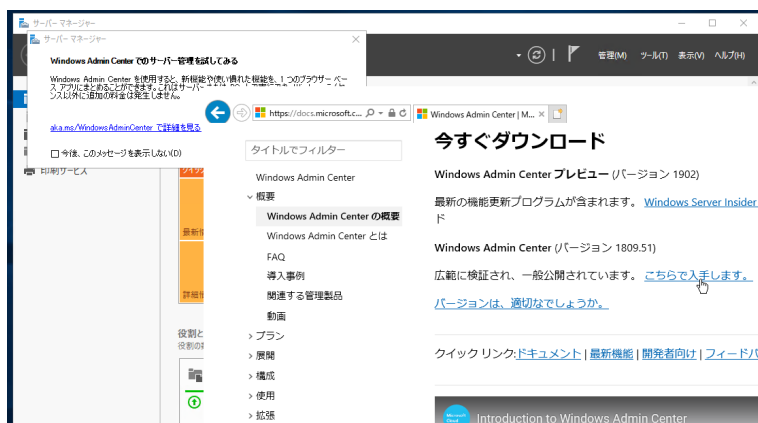 サーバー マネージャー
サーバー マネージャー
管理(M) ツール(T) 表示(V) ヘルプ(H)
Windows Admin Center でのサーバー管理を試してみる
Windows Admin Center を使用すると、新機能や使い慣れた機能を、1 つのブラウザー ベー
ス アプリにまとめることができます。これは
ンス以外に追加の料金は発生しません。
aka.ms/WindowsAdminCenter で詳細を見る
今後、このメッセージを表示しない(D)
印刷サービス
最新
詳細
役割と
役割の
https://docs.microsoft.c...
Windows Admin Center | M...
タイトルでフィルター
Windows Admin Center
概要
Windows Admin Center の概要
Windows Admin Center とは
FAQ
導入事例
関連する管理製品
動画
プラン
展開
構成
使用
拡張
今すぐダウンロード
Windows Admin Center プレビュー (バージョン 1902)
最新の機能更新プログラムが含まれます。 Windows Server Insider
ド
Windows Admin Center (バージョン 1809.51)
広範に検証され、一般公開されています。 こちらで入手します。
バージョンは、適切なでしょうか。
クイック リンク:ドキュメント | 最新機能 | 開発者向け | フィードバ
Introduction to Windows Admin Center